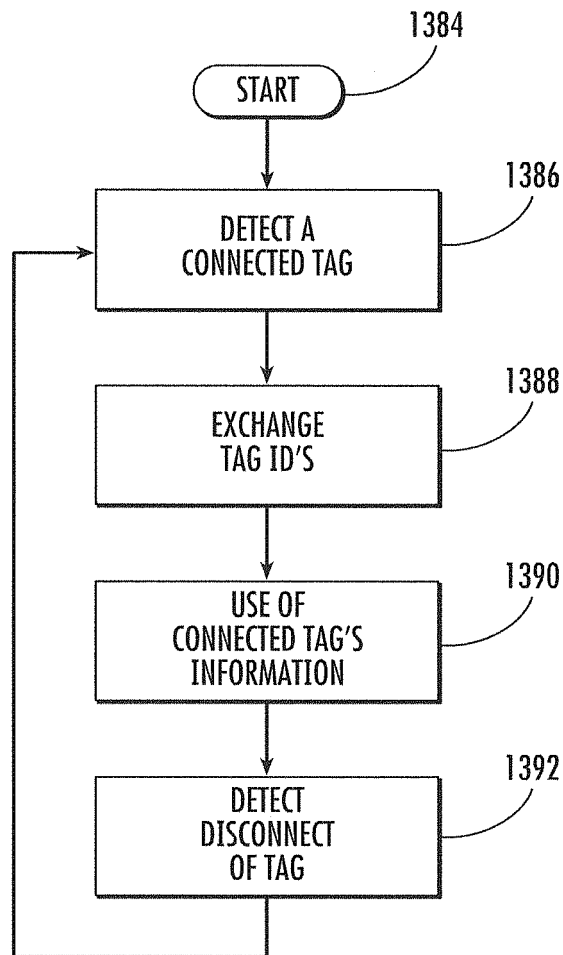 1384
START
1386
DETECT A
CONNECTED TAG
1388
EXCHANGE
TAG ID'S
1390
USE OF
CONNECTED TAG'S
INFORMATION
1392
DETECT
DISCONNECT
OF TAG